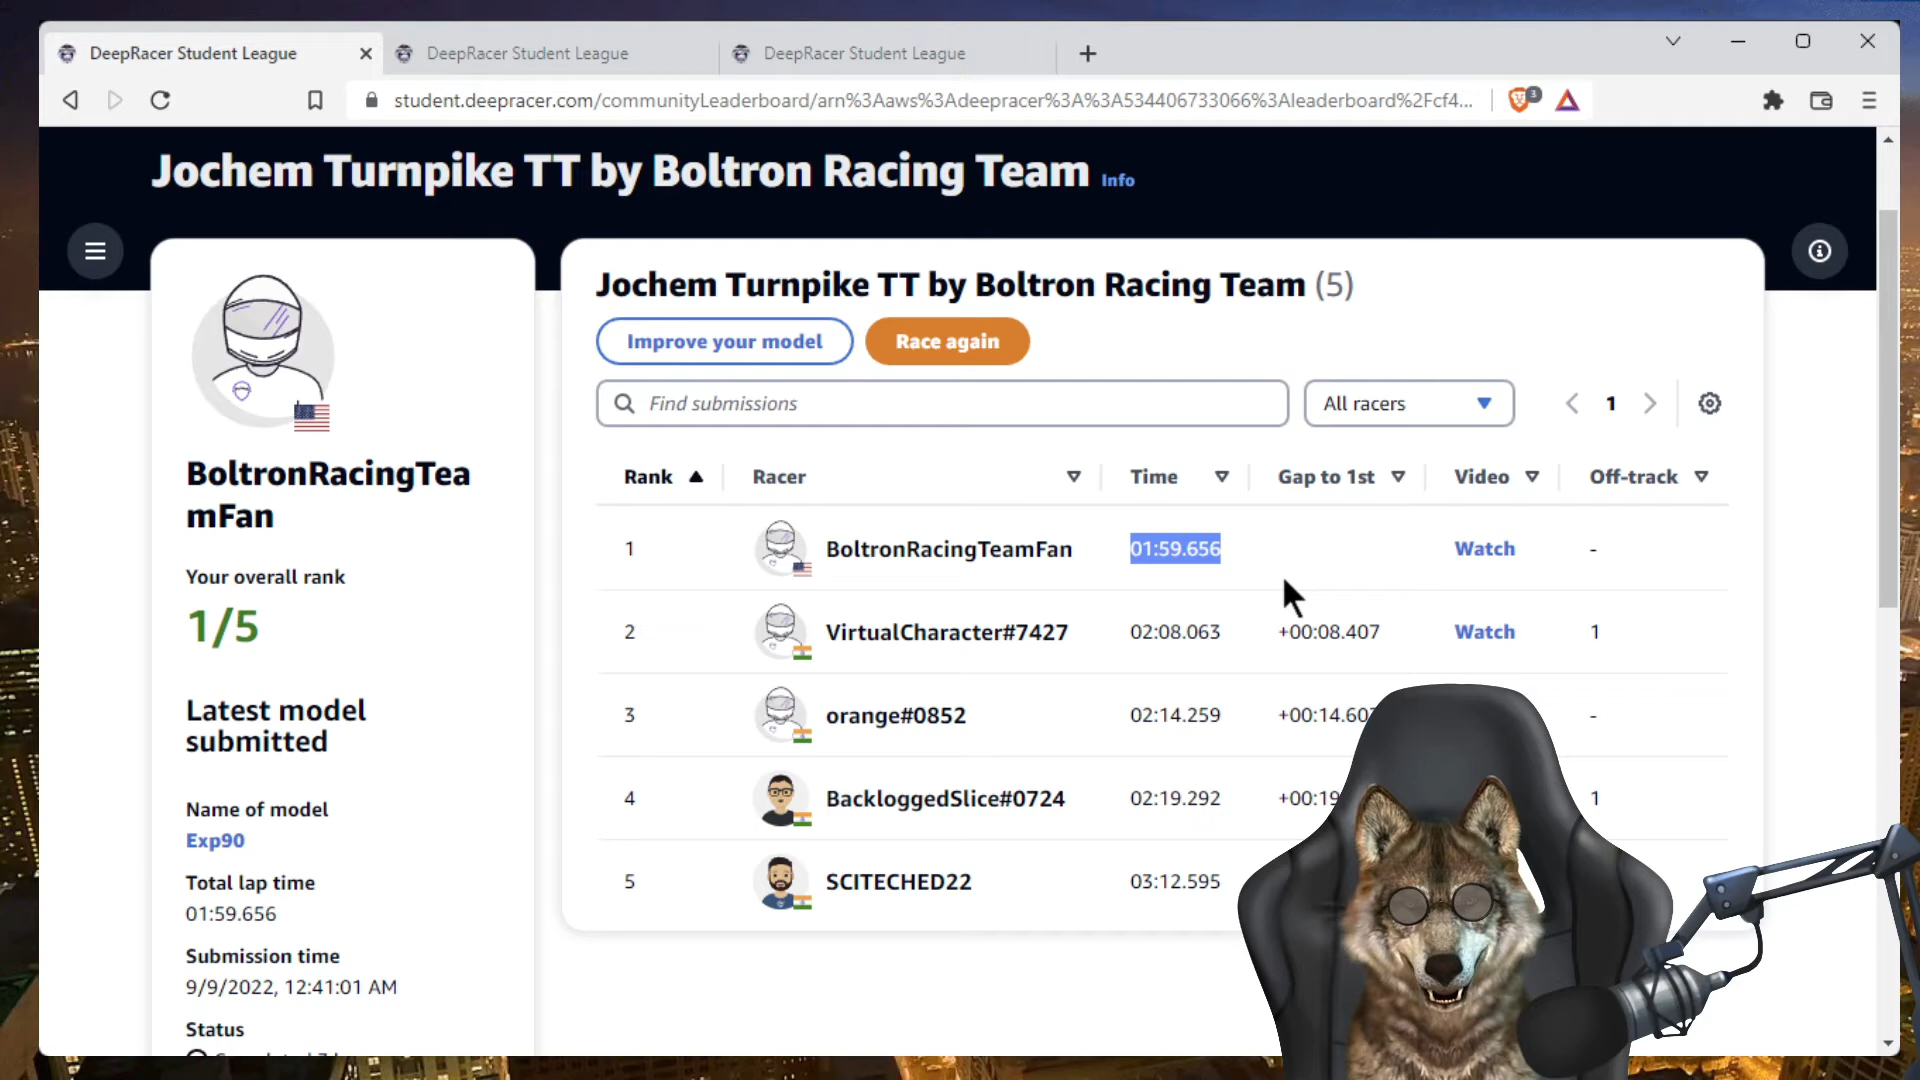 DeepRacer Student League
DeepRacer Student League
DeepRacer Student League
student.deepracer.com/communityLeaderboard/arn%3Aaws%3Adeepracer%3A%3A534406733066%3Aleaderboard%2Fcf4...
3
Jochem Turnpike TT by Boltron Racing Team Info
BoltronRacingTea
mFan
Your overall rank
1/5
Latest model
submitted
Name of model
Exp90
Total lap time
01:59.656
Submission time
9/9/2022, 12:41:01 AM
Status
Jochem Turnpike TT by Boltron Racing Team (5)
Improve your model Race again
Find submissions All racers 1
Rank Racer Time Gap to 1st Video Off-track
1 BoltronRacingTeamFan 01:59.656 Watch -
2 VirtualCharacter#7427 02:08.063 +00:08.407 Watch 1
3 orange#0852 02:14.259 -
4 BackloggedSlice#0724 02:19.292 +00:19 1
5 SCITECHED22 03:12.595